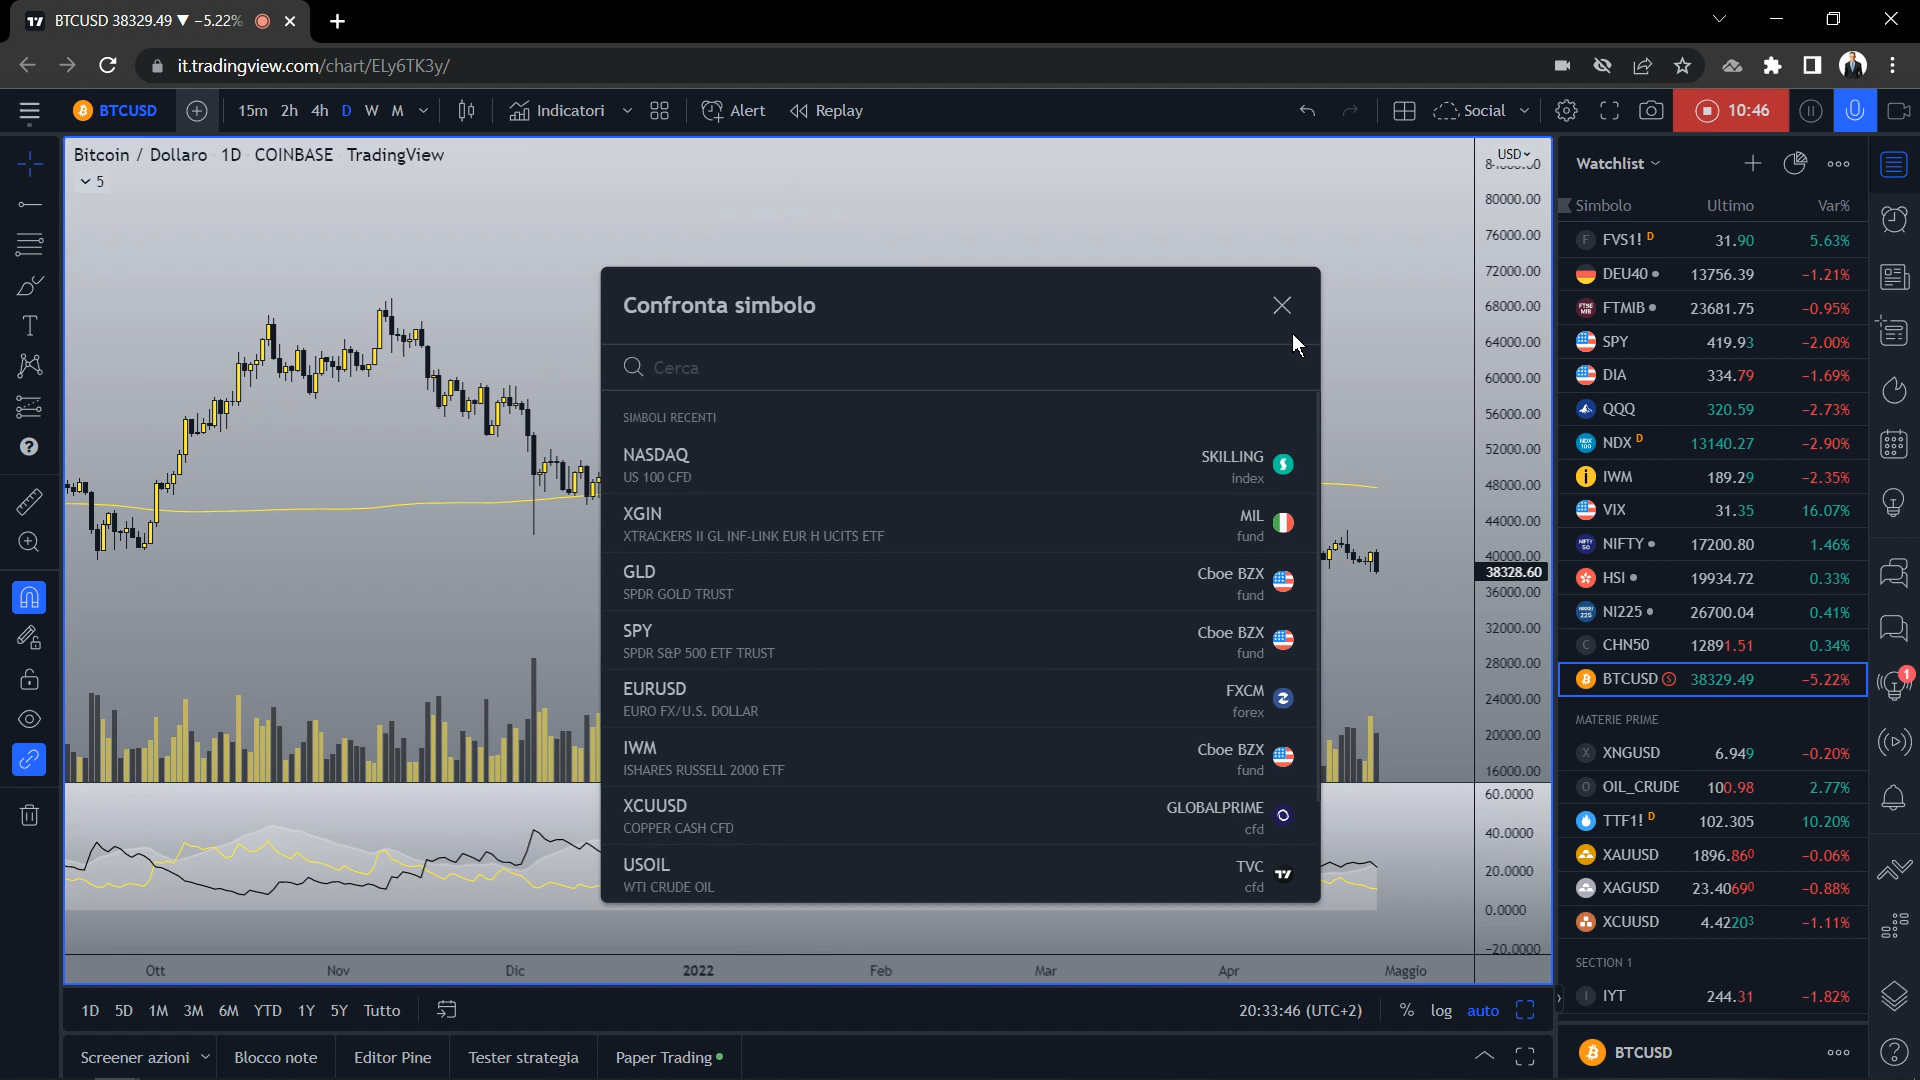 BTCUSD 38329.49 ▼ −5.22%
it.tradingview.com/chart/ELy6TK3y/
BTCUSD 15m 2h 4h D W M Indicatori Alert Replay Social 10:46
Bitcoin / Dollaro 1D COINBASE TradingView
5
USD
80000.00
76000.00
72000.00
68000.00
64000.00
60000.00
56000.00
52000.00
48000.00
44000.00
40000.00
38328.60
36000.00
32000.00
28000.00
24000.00
20000.00
16000.00
60.0000
40.0000
20.0000
0.0000
−20.0000
Confronta simbolo
Cerca
SIMBOLI RECENTI
NASDAQ SKILLING
US 100 CFD index
XGIN MIL
XTRACKERS II GL INF-LINK EUR H UCITS ETF fund
GLD Cboe BZX
SPDR GOLD TRUST fund
SPY Cboe BZX
SPDR S&P 500 ETF TRUST fund
EURUSD FXCM
EURO FX/U.S. DOLLAR forex
IWM Cboe BZX
ISHARES RUSSELL 2000 ETF fund
XCUUSD GLOBALPRIME
COPPER CASH CFD cfd
USOIL TVC
WTI CRUDE OIL cfd
Ott Nov Dic 2022 Feb Mar Apr Maggio
1D 5D 1M 3M 6M YTD 1Y 5Y Tutto 20:33:46 (UTC+2) % log auto
Screener azioni Blocco note Editor Pine Tester strategia Paper Trading
Watchlist
Simbolo Ultimo Var%
F FVS1! D 31.90 5.63%
DEU40 13756.39 −1.21%
FTMIB 23681.75 −0.95%
SPY 419.93 −2.00%
DIA 334.79 −1.69%
QQQ 320.59 −2.73%
NDX D 13140.27 −2.90%
IWM 189.29 −2.35%
VIX 31.35 16.07%
NIFTY 17200.80 1.46%
HSI 19934.72 0.33%
NI225 26700.04 0.41%
C CHN50 12891.51 0.34%
BTCUSD S 38329.49 −5.22%
1
MATERIE PRIME
X XNGUSD 6.949 −0.20%
O OIL_CRUDE 100.98 2.77%
TTF1! D 102.305 10.20%
XAUUSD 1896.860 −0.06%
XAGUSD 23.40690 −0.88%
XCUUSD 4.42203 −1.11%
SECTION 1
I IYT 244.31 −1.82%
BTCUSD